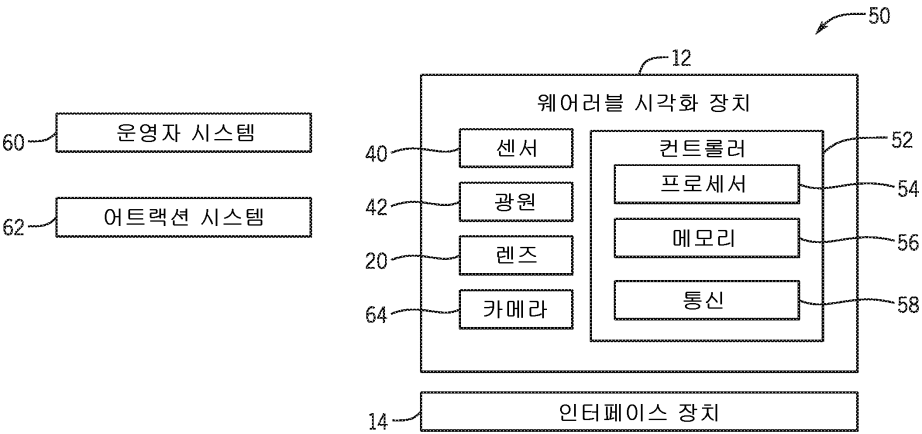 50
12
웨어러블 시각화 장치
60
운영자 시스템
62
어트랙션 시스템
40
센서
42
광원
20
렌즈
64
카메라
52
컨트롤러
프로세서
54
메모리
56
통신
58
14
인터페이스 장치